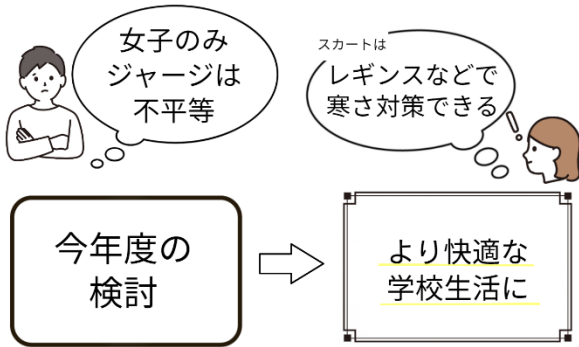 女子のみ
ジャージは
不平等
スカートは
レギンスなどで
寒さ対策できる
今年度の
検討
より快適な
学校生活に